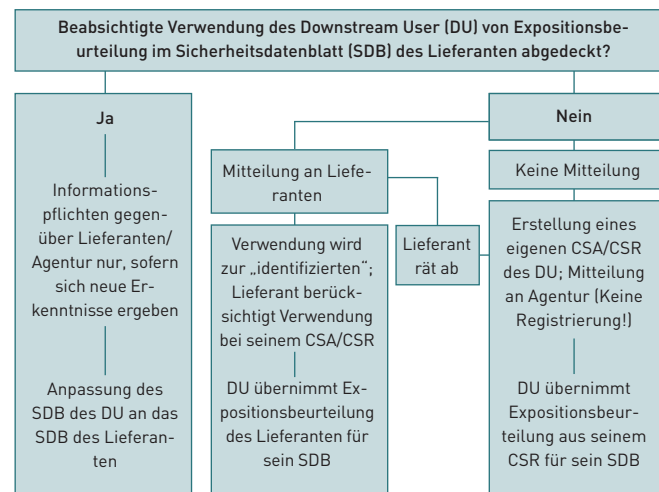 Beabsichtigte Verwendung des Downstream User (DU) von Expositionsbe-
urteilung im Sicherheitsdatenblatt (SDB) des Lieferanten abgedeckt?
Ja
Informations-
pflichten gegen-
über Lieferanten/
Agentur nur, sofern
sich neue Er-
kenntnisse ergeben
Anpassung des
SDB des DU an das
SDB des Lieferan-
ten
Nein
Mitteilung an Liefe-
ranten
Verwendung wird
zur „identifizierten“;
Lieferant berück-
sichtigt Verwendung
bei seinem CSA/CSR
DU übernimmt Ex-
positionsbeurteilung
des Lieferanten für
sein SDB
Lieferant
rät ab
Keine Mitteilung
Erstellung eines
eigenen CSA/CSR
des DU; Mitteilung
an Agentur (Keine
Registrierung!)
DU übernimmt
Expositionsbeur-
teilung aus seinem
CSR für sein SDB